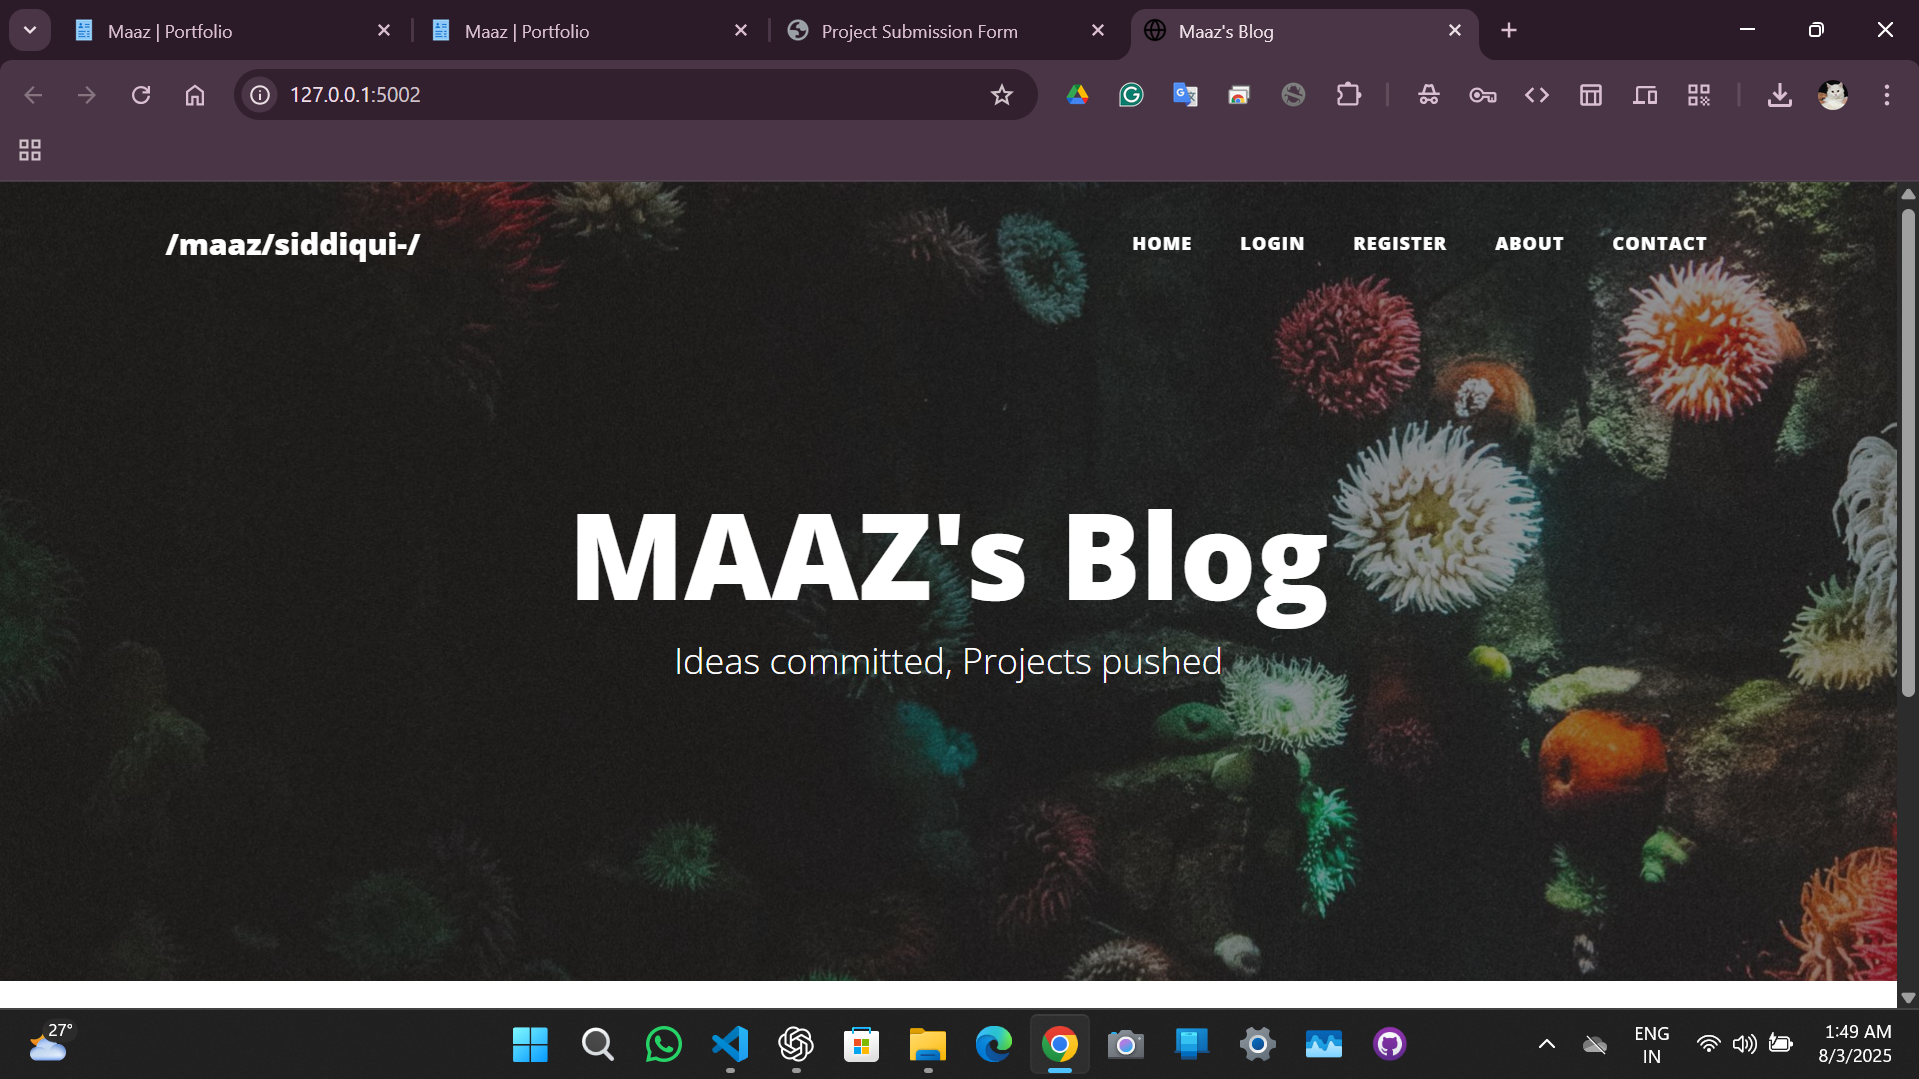 Maaz | Portfolio
Maaz | Portfolio
Project Submission Form
Maaz's Blog
127.0.0.1:5002
/maaz/siddiqui-/
HOME LOGIN REGISTER ABOUT CONTACT
MAAZ's Blog
Ideas committed, Projects pushed
27°
ENG
IN
1:49 AM
8/3/2025